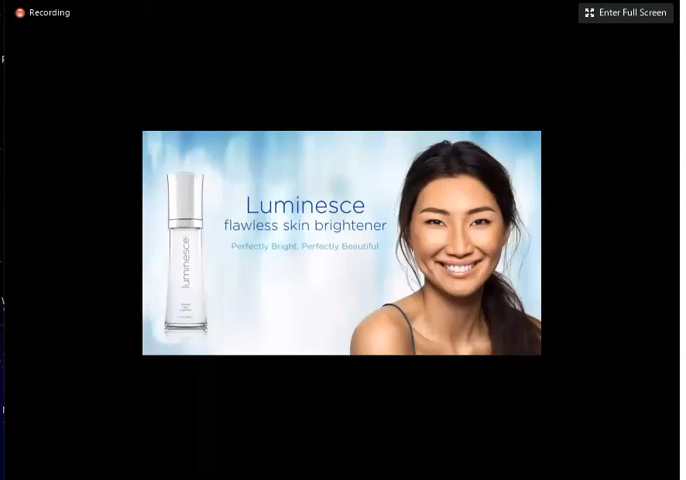 Recording
Enter Full Screen
Luminesce
flawless skin brightener
Perfectly Bright, Perfectly Beautiful
luminesce